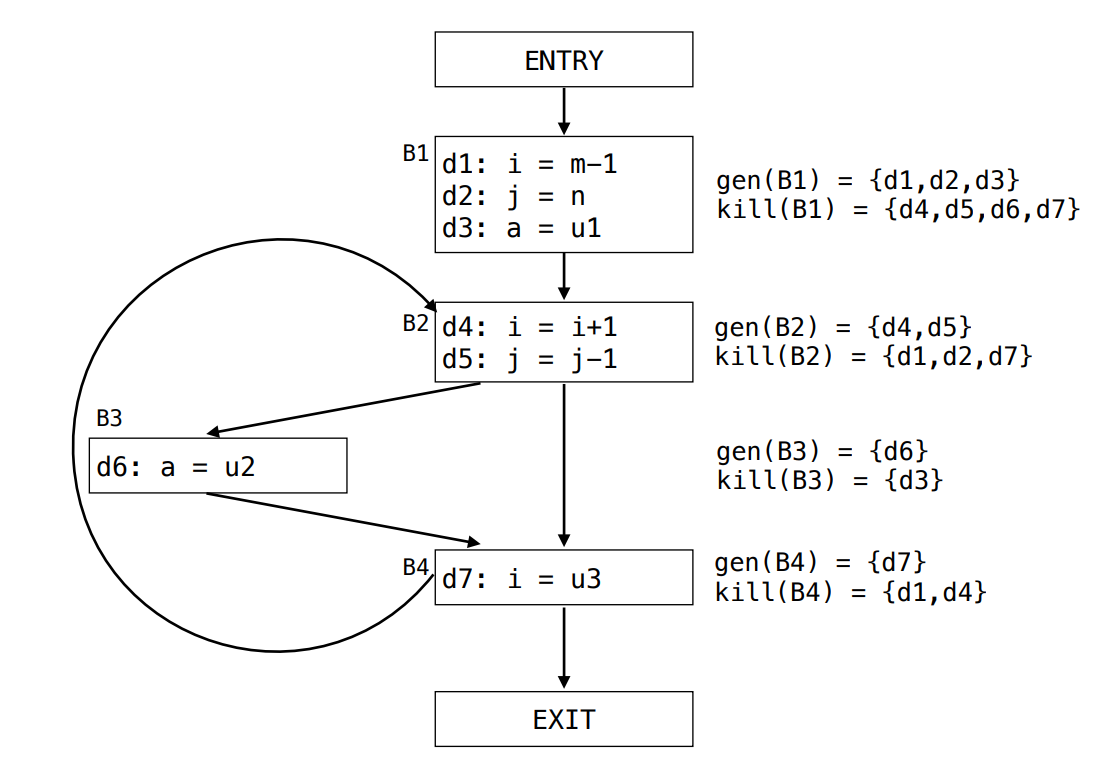 ENTRY
B1
d1: i = m-1
d2: j = n
d3: a = u1
gen(B1) = {d1,d2,d3}
kill(B1) = {d4,d5,d6,d7}
B2
d4: i = i+1
d5: j = j-1
gen(B2) = {d4,d5}
kill(B2) = {d1,d2,d7}
B3
d6: a = u2
gen(B3) = {d6}
kill(B3) = {d3}
B4
d7: i = u3
gen(B4) = {d7}
kill(B4) = {d1,d4}
EXIT